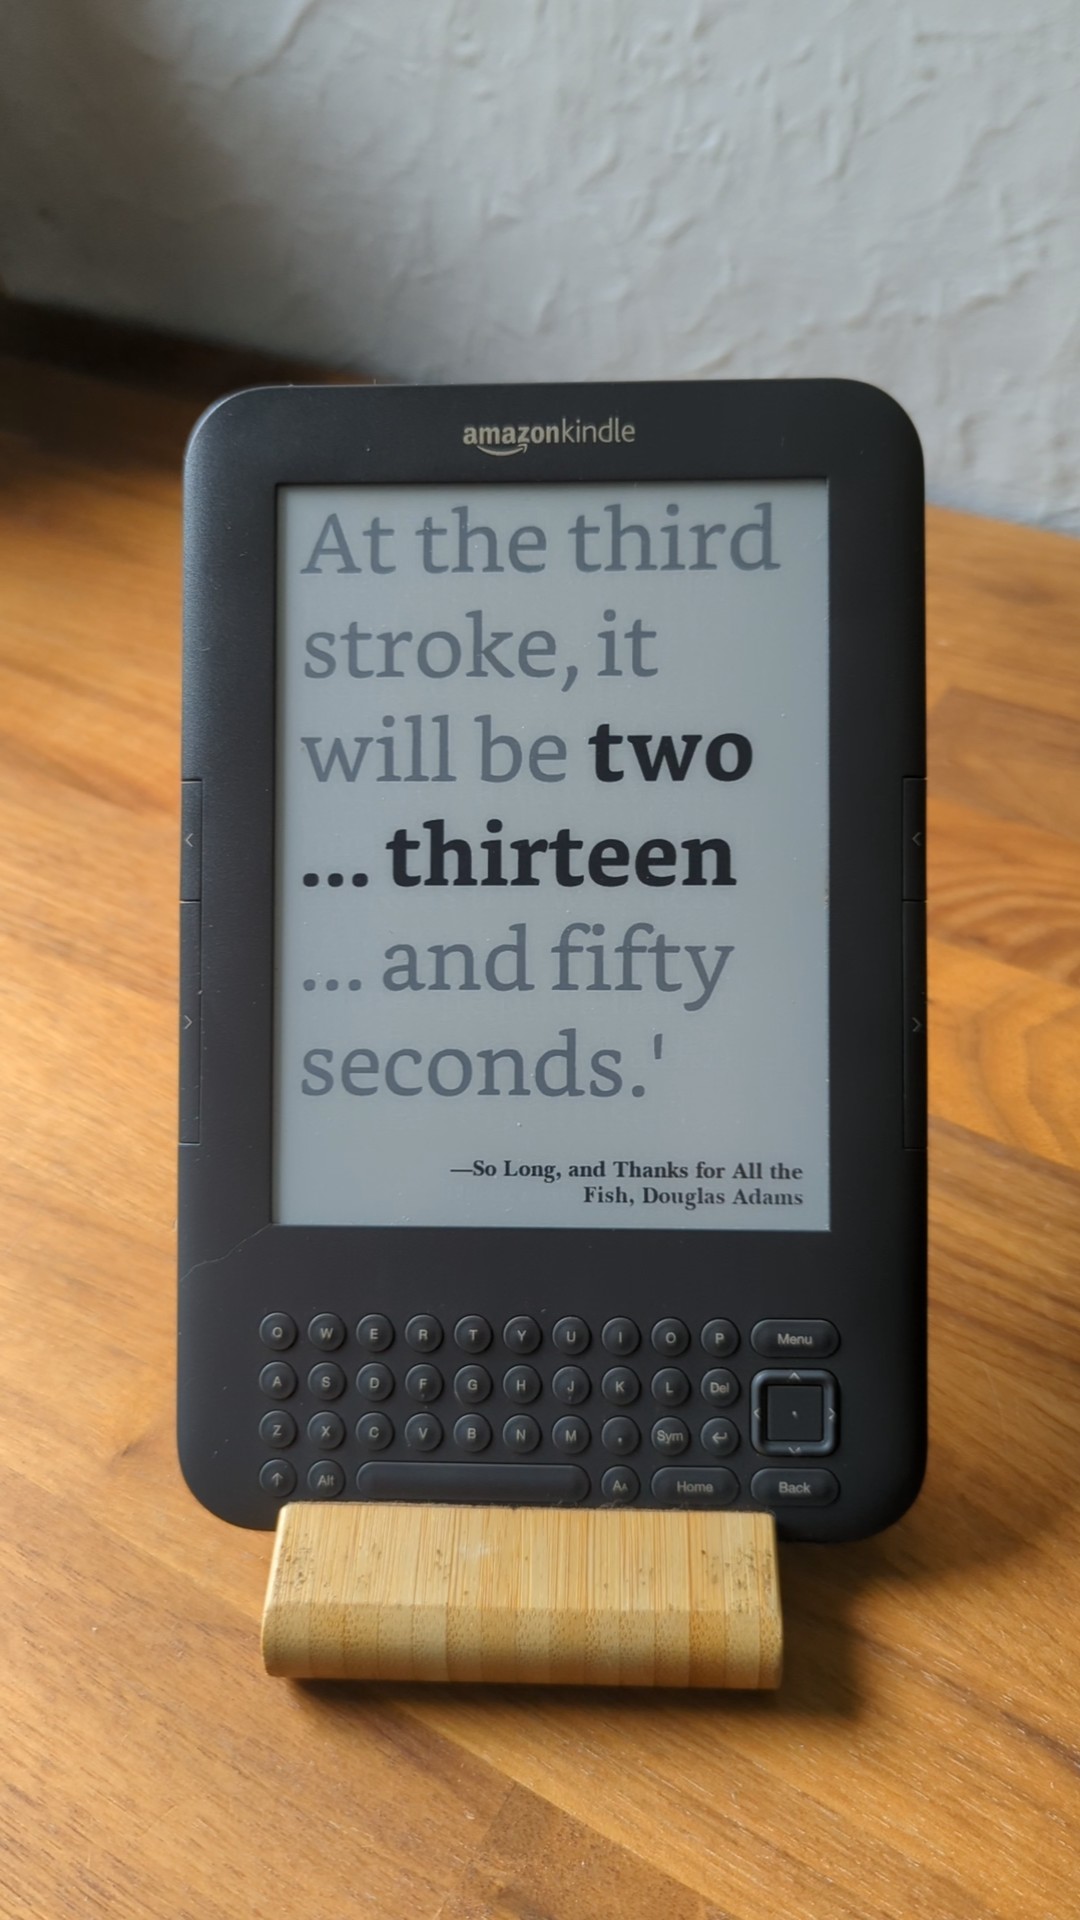 amazonkindle
At the third
stroke, it
will be two
... thirteen
... and fifty
seconds.'
—So Long, and Thanks for All the
Fish, Douglas Adams
Q W E R T Y U I O P Menu
A S D F G H J K L Del
Z X C V B N M . Sym
Alt Aa Home Back